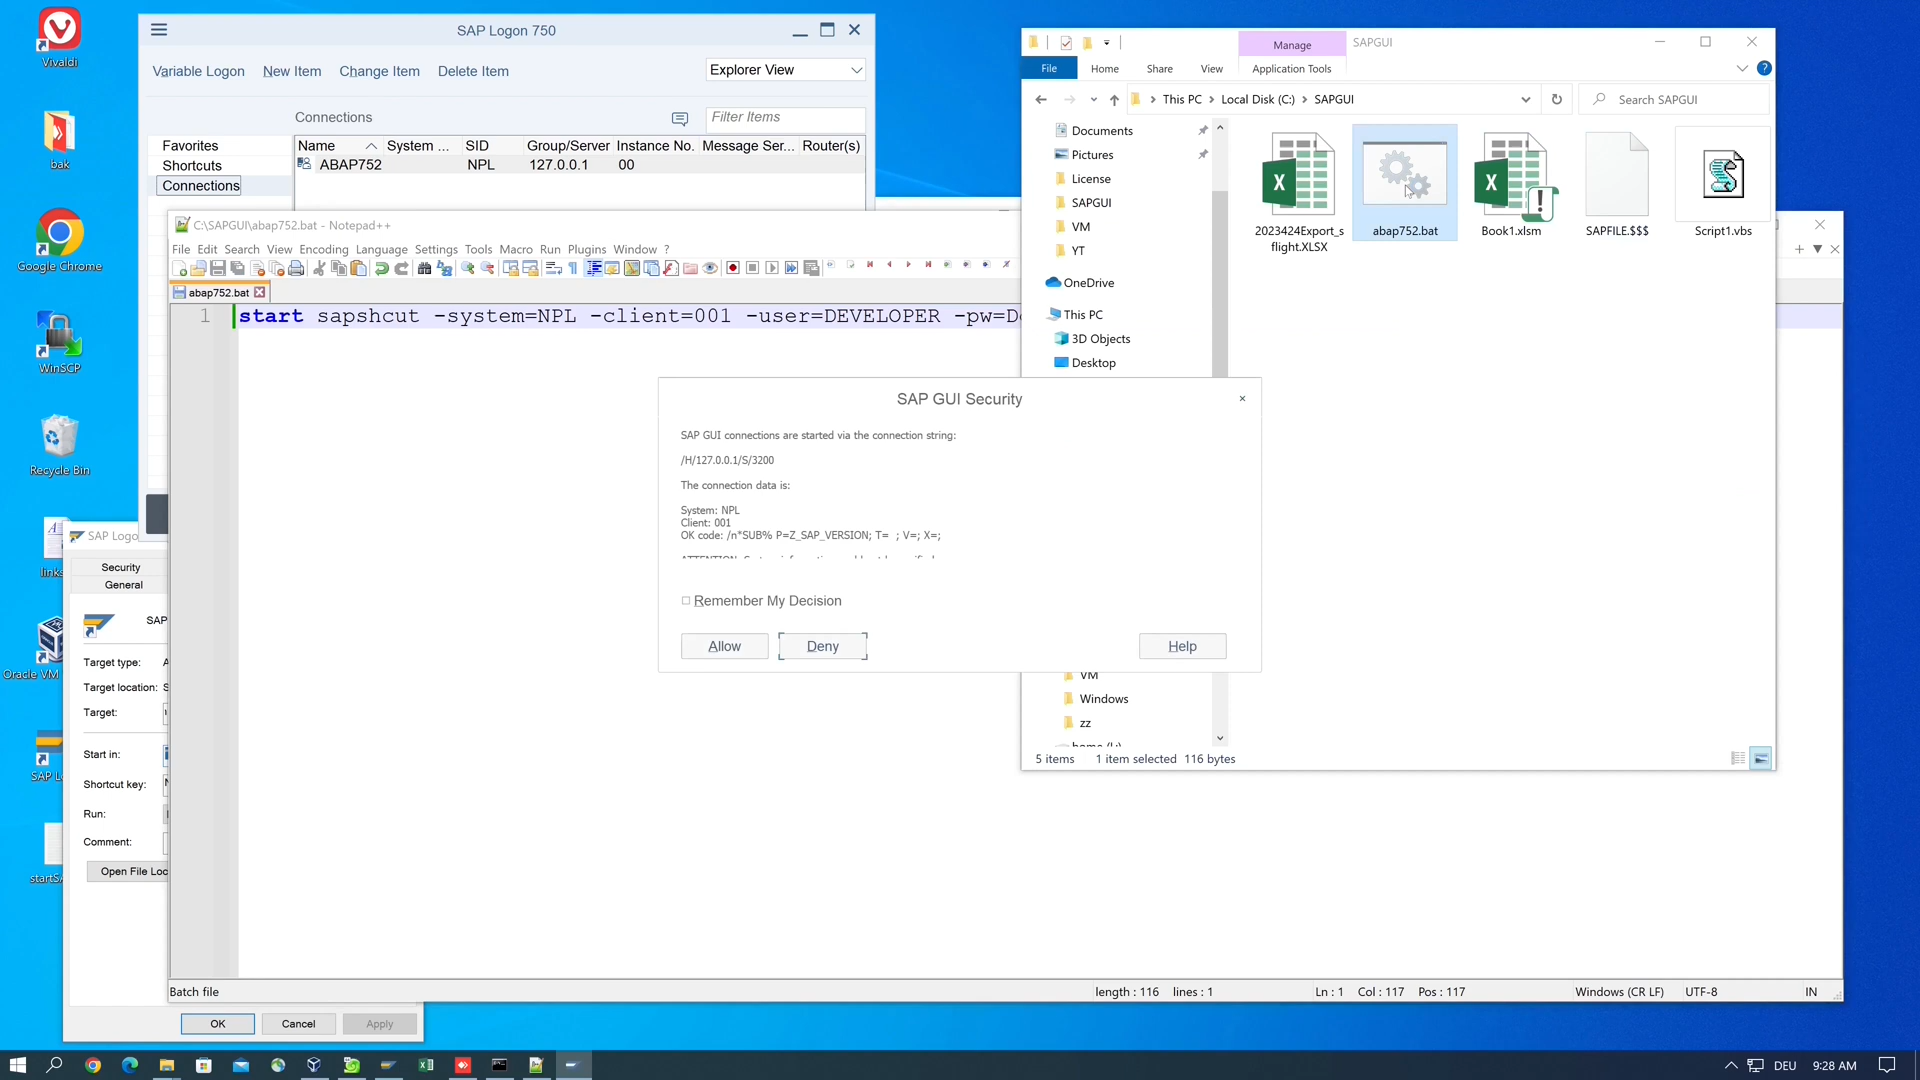 Vivaldi
bak
Google Chrome
WinSCP
Recycle Bin
links
Oracle VM
SAP Lo
startSA
SAP Logon 750
Variable Logon
New Item
Change Item
Delete Item
Explorer View
Connections
Filter Items
Favorites
Shortcuts
Connections
Name
System ...
SID
Group/Server
Instance No.
Message Ser...
Router(s)
ABAP752
NPL
127.0.0.1
00
C:\SAPGUI\abap752.bat - Notepad++
File Edit Search View Encoding Language Settings Tools Macro Run Plugins Window ?
abap752.bat
1
start sapshcut -system=NPL -client=001 -user=DEVELOPER -pw=D
Batch file
length : 116 lines : 1
Ln : 1 Col : 117 Pos : 117
Windows (CR LF)
UTF-8
IN
SAP Logo
Security
General
SAP
Target type:
A
Target location:
S
Target:
Start in:
Shortcut key:
N
Run:
Comment:
Open File Loc
OK
Cancel
Apply
Manage
SAPGUI
File
Home
Share
View
Application Tools
This PC > Local Disk (C:) > SAPGUI
Search SAPGUI
Documents
Pictures
License
SAPGUI
VM
YT
OneDrive
This PC
3D Objects
Desktop
VM
Windows
zz
2023424Export_s
flight.XLSX
abap752.bat
Book1.xlsm
SAPFILE.$$$
Script1.vbs
5 items
1 item selected 116 bytes
SAP GUI Security
SAP GUI connections are started via the connection string:
/H/127.0.0.1/S/3200
The connection data is:
System: NPL
Client: 001
OK code: /n*SUB% P=Z_SAP_VERSION; T= ; V=; X=;
Remember My Decision
Allow
Deny
Help
DEU
9:28 AM